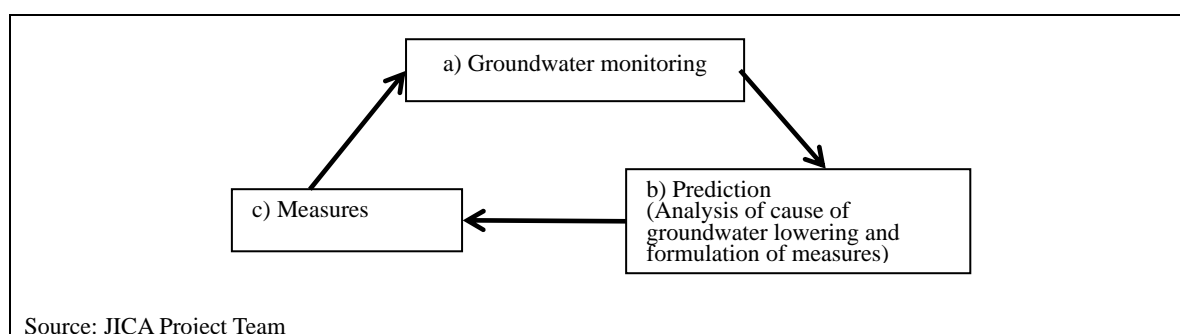 a) Groundwater monitoring
b) Prediction
(Analysis of cause of
groundwater lowering and
formulation of measures)
c) Measures
Source: JICA Project Team